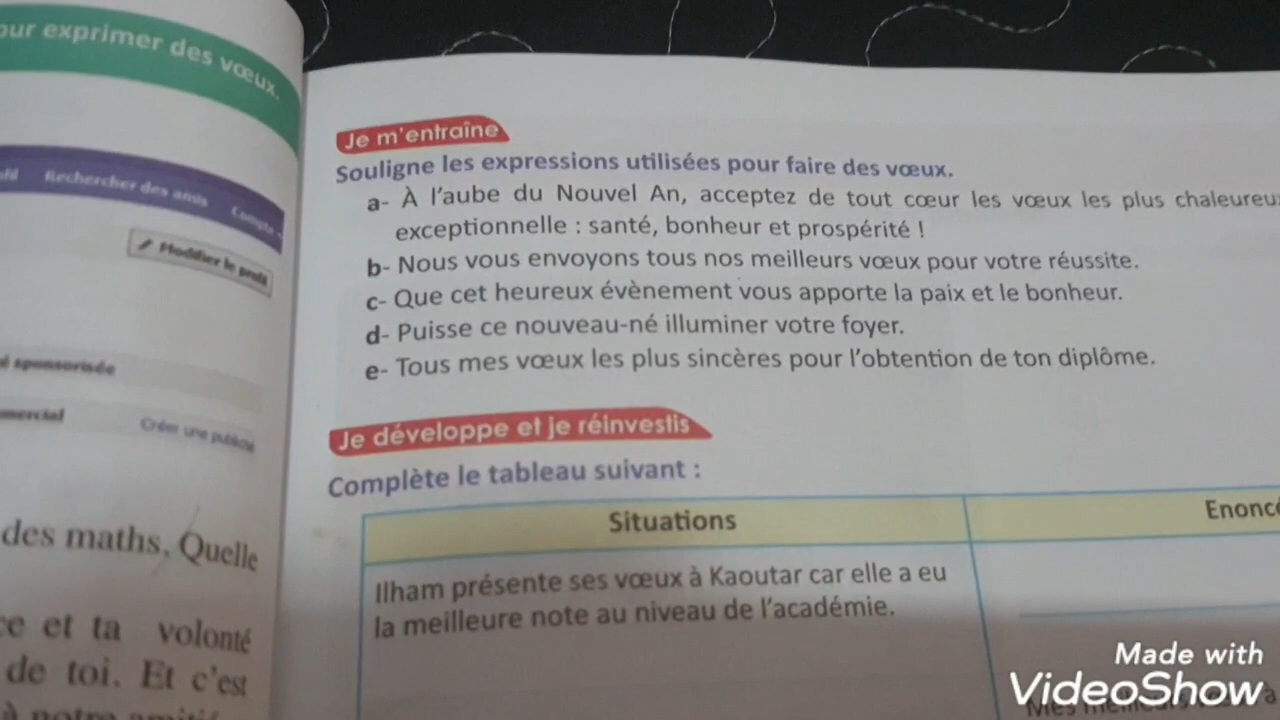 exprimer des vœux.
Rechercher des amis
Compte
Modifier le profil
sponsorisée
Créer une publicité
des maths, Quelle
et ta volonté
de toi. Et c'est
à notre amitié
Je m'entraîne
Souligne les expressions utilisées pour faire des vœux.
a- À l'aube du Nouvel An, acceptez de tout cœur les vœux les plus
exceptionnelle : santé, bonheur et prospérité !
b- Nous vous envoyons tous nos meilleurs vœux pour votre réussite.
c- Que cet heureux évènement vous apporte la paix et le bonheur.
d- Puisse ce nouveau-né illuminer votre foyer.
e- Tous mes vœux les plus sincères pour l'obtention de ton diplôme.
Je développe et je réinvestis
Complète le tableau suivant :
Situations
Ilham présente ses vœux à Kaoutar car elle a eu
la meilleure note au niveau de l'académie.
Made with
VideoShow